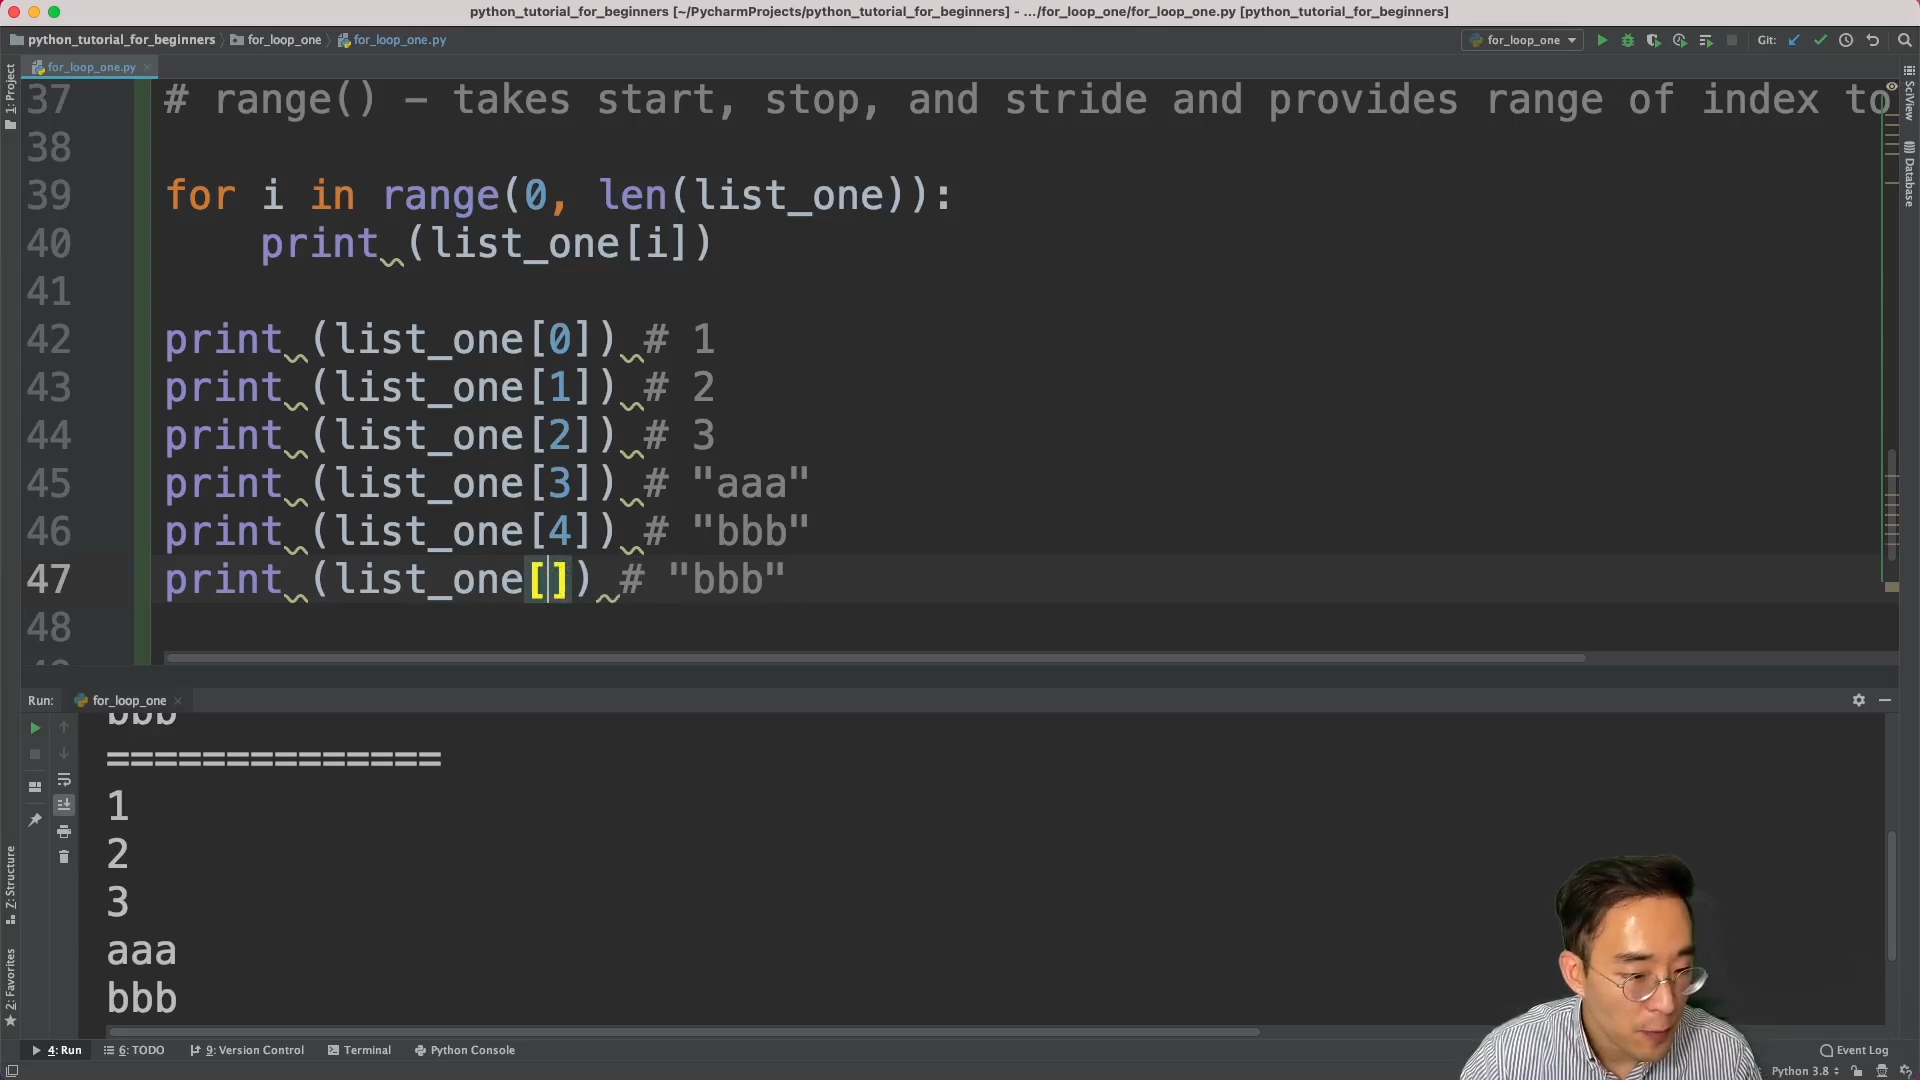 python_tutorial_for_beginners [~/PycharmProjects/python_tutorial_for_beginners] - .../for_loop_one/for_loop_one.py [python_tutorial_for_beginners]
python_tutorial_for_beginners for_loop_one for_loop_one.py for_loop_one Git:
for_loop_one.py
1: Project
SciView
Database
37 # range() - takes start, stop, and stride and provides range of index to
38
39 for i in range(0, len(list_one)):
40 print (list_one[i])
41
42 print (list_one[0]) # 1
43 print (list_one[1]) # 2
44 print (list_one[2]) # 3
45 print (list_one[3]) # "aaa"
46 print (list_one[4]) # "bbb"
47 print (list_one[]) # "bbb"
48
Run: for_loop_one
bbb
==============
1
2
3
aaa
bbb
Z: Structure
2: Favorites
4: Run 6: TODO 9: Version Control Terminal Python Console Event Log
Python 3.8